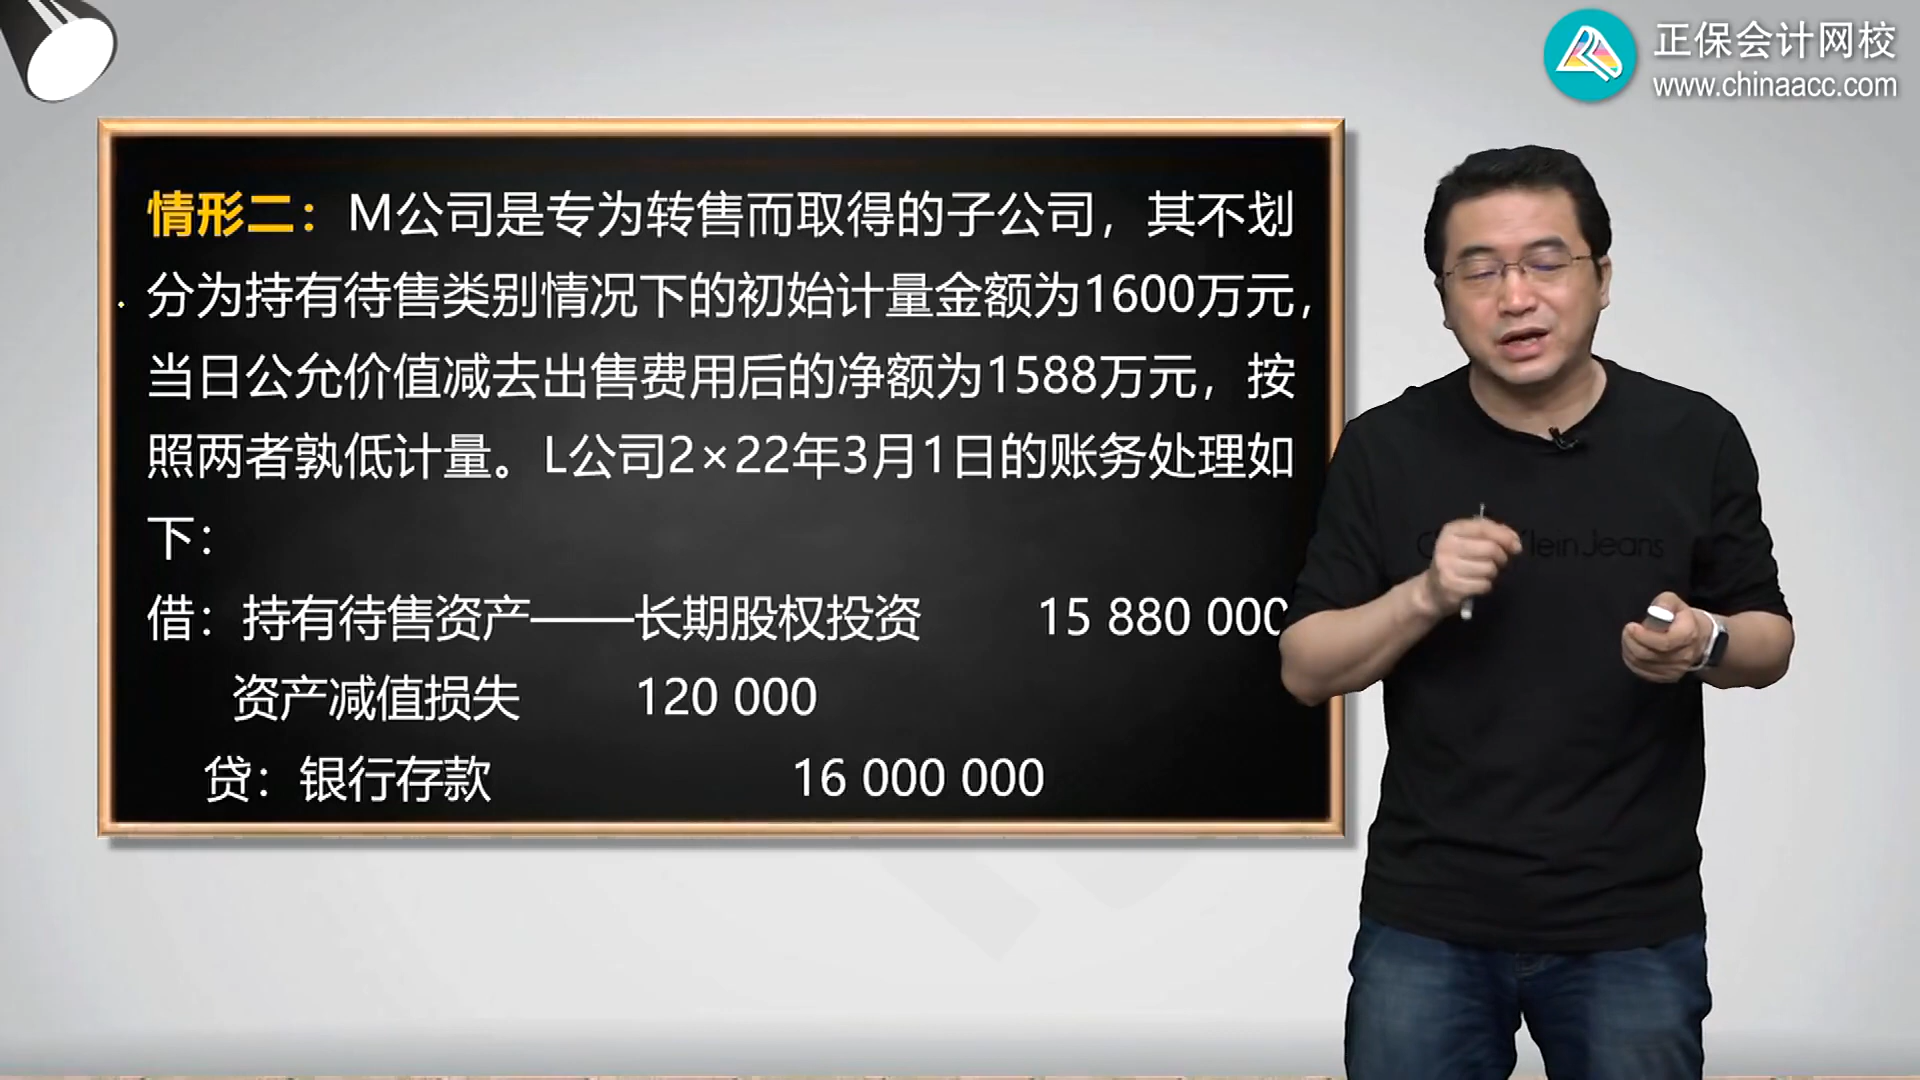 正保会计网校
www.chinaacc.com
情形二：M公司是专为转售而取得的子公司，其不划
分为持有待售类别情况下的初始计量金额为1600万元，
当日公允价值减去出售费用后的净额为1588万元，按
照两者孰低计量。L公司2×22年3月1日的账务处理如
下：
借：持有待售资产——长期股权投资 15 880 000
资产减值损失 120 000
贷：银行存款 16 000 000
Klein Jeans